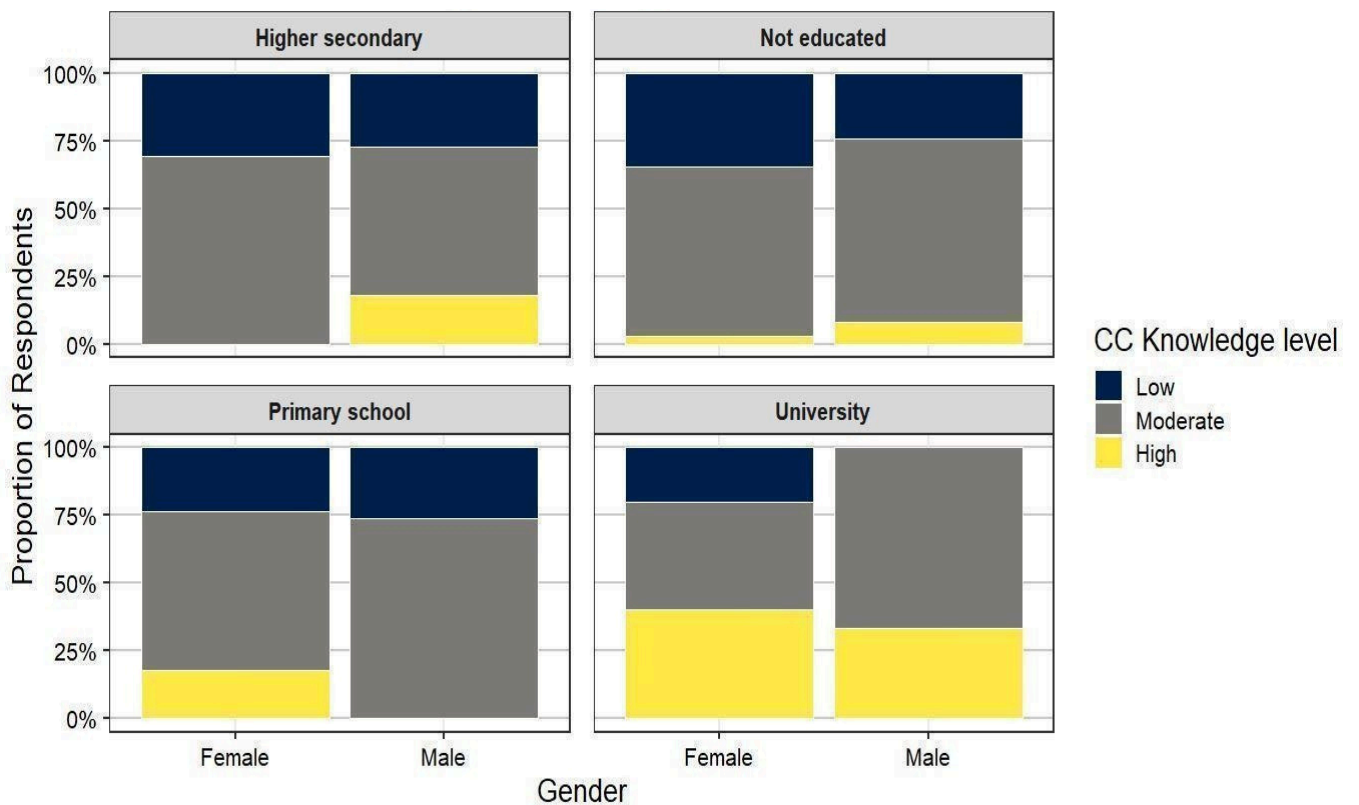 Higher secondary
Not educated
100%
75%
50%
25%
0%
Primary school
University
100%
75%
50%
25%
0%
Female
Male
Female
Male
Gender
Proportion of Respondents
CC Knowledge level
Low
Moderate
High